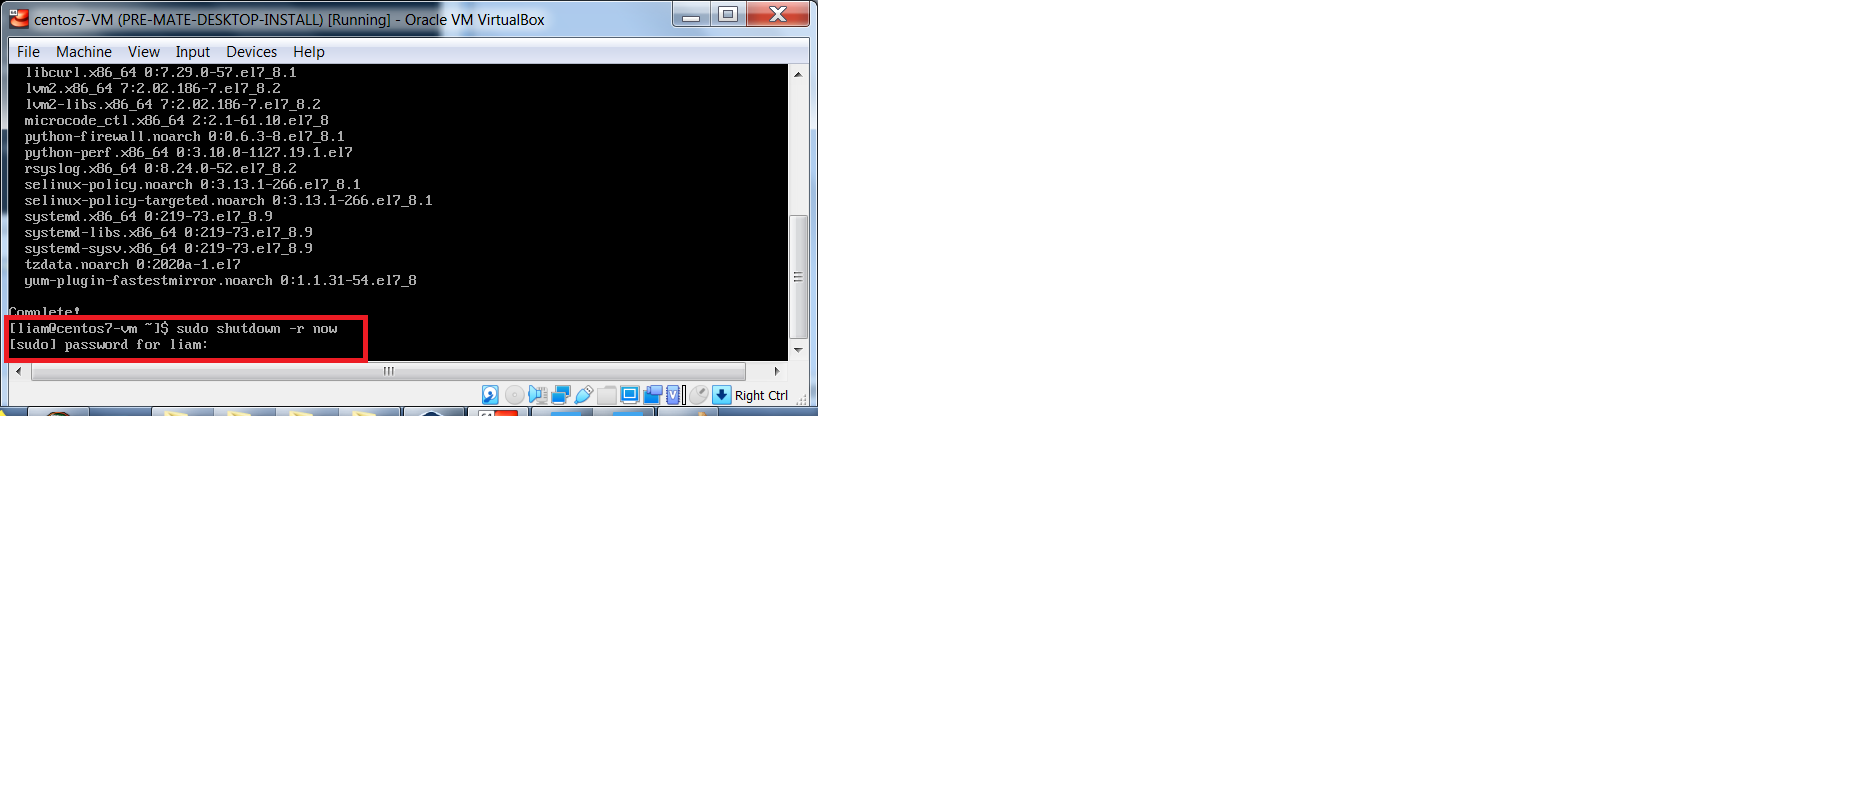 centos7-VM (PRE-MATE-DESKTOP-INSTALL) [Running] - Oracle VM VirtualBox
File Machine View Input Devices Help
libcurl.x86_64 0:7.29.0-57.el7_8.1
lvm2.x86_64 7:2.02.186-7.el7_8.2
lvm2-libs.x86_64 7:2.02.186-7.el7_8.2
microcode_ctl.x86_64 2:2.1-61.10.el7_8
python-firewall.noarch 0:0.6.3-8.el7_8.1
python-perf.x86_64 0:3.10.0-1127.19.1.el7
rsyslog.x86_64 0:8.24.0-52.el7_8.2
selinux-policy.noarch 0:3.13.1-266.el7_8.1
selinux-policy-targeted.noarch 0:3.13.1-266.el7_8.1
systemd.x86_64 0:219-73.el7_8.9
systemd-libs.x86_64 0:219-73.el7_8.9
systemd-sysv.x86_64 0:219-73.el7_8.9
tzdata.noarch 0:2020a-1.el7
yum-plugin-fastestmirror.noarch 0:1.1.31-54.el7_8
Complete!
[liam@centos7-vm ~]$ sudo shutdown -r now
[sudo] password for liam:
Right Ctrl